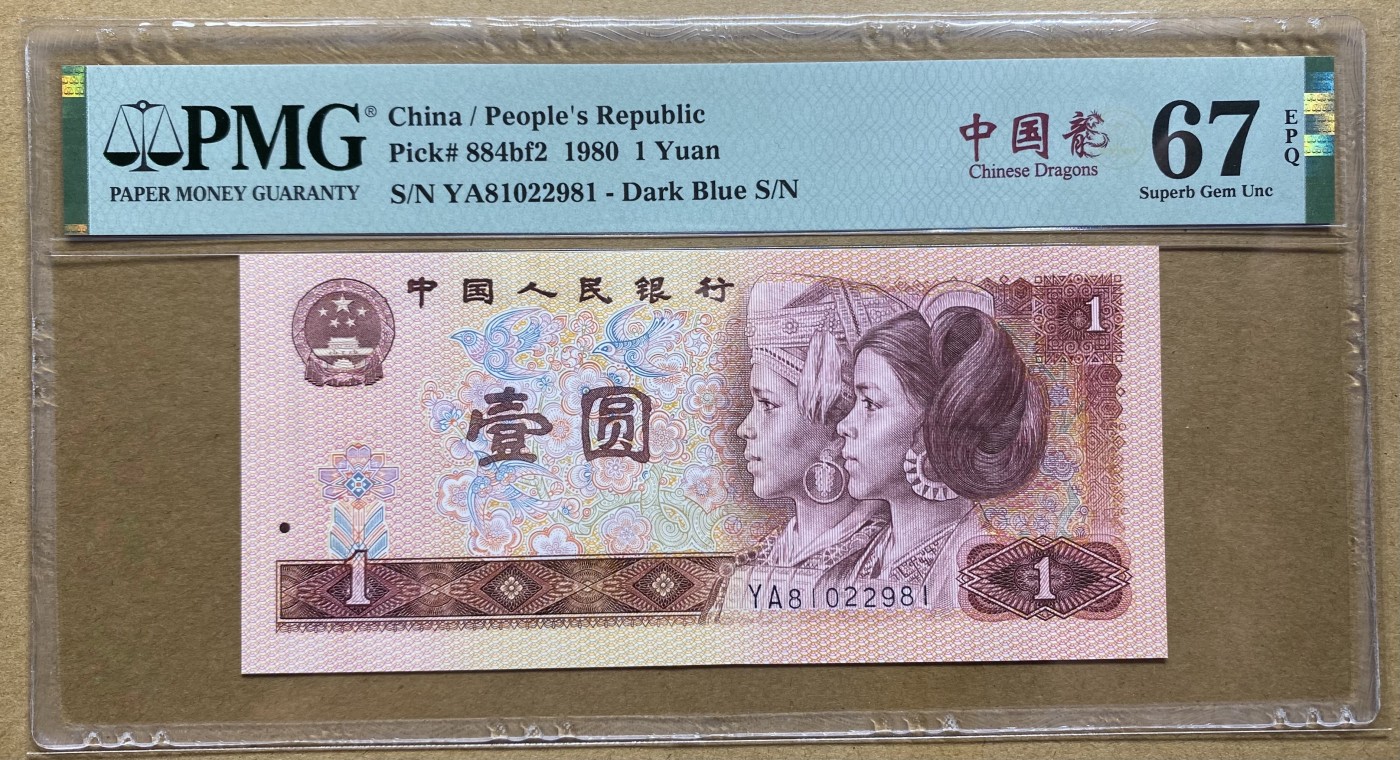 PMG®
PAPER MONEY GUARANTY
China / People's Republic
Pick# 884bf2 1980 1 Yuan
S/N YA81022981 - Dark Blue S/N
中国龍
Chinese Dragons
67
EPQ
Superb Gem Unc
中国人民银行
1
壹圆
1
YA81022981
1